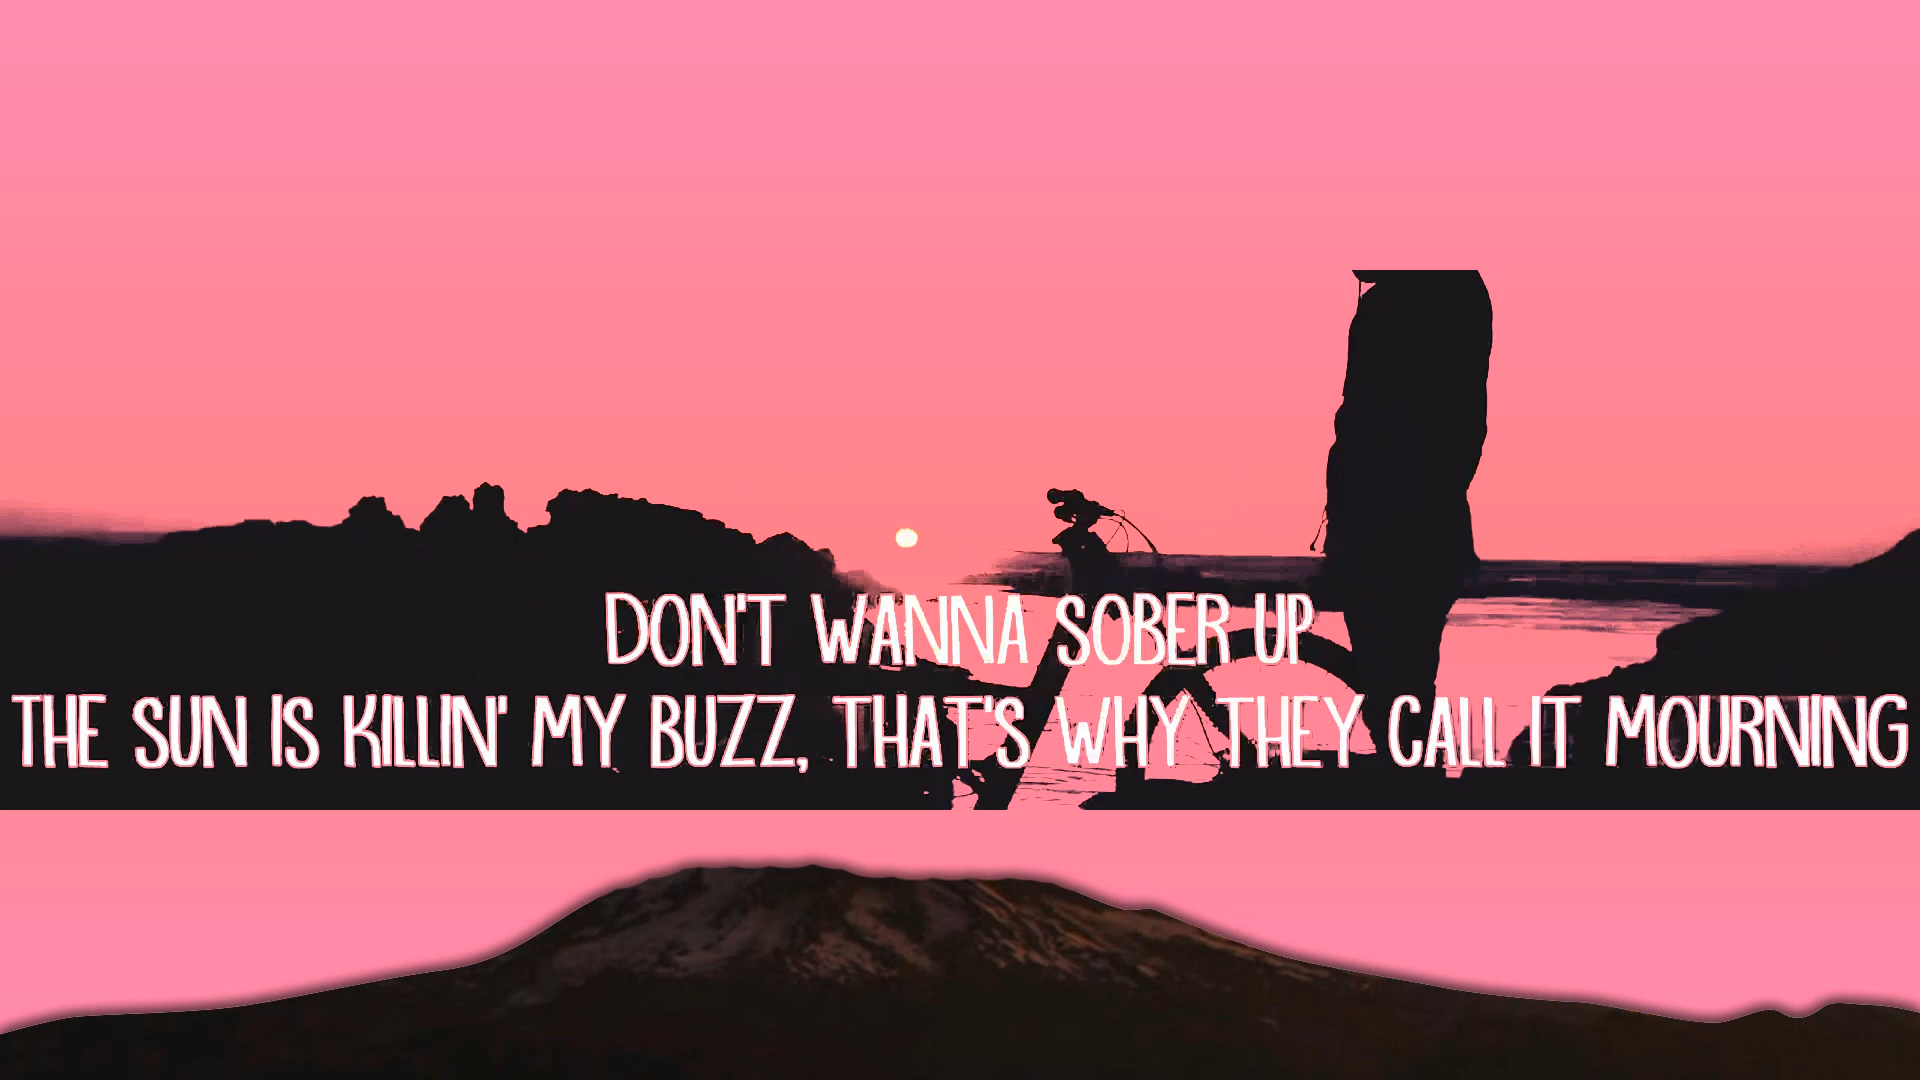 DON'T WANNA SOBER UP
THE SUN IS KILLIN' MY BUZZ, THAT'S WHY THEY CALL IT MOURNING